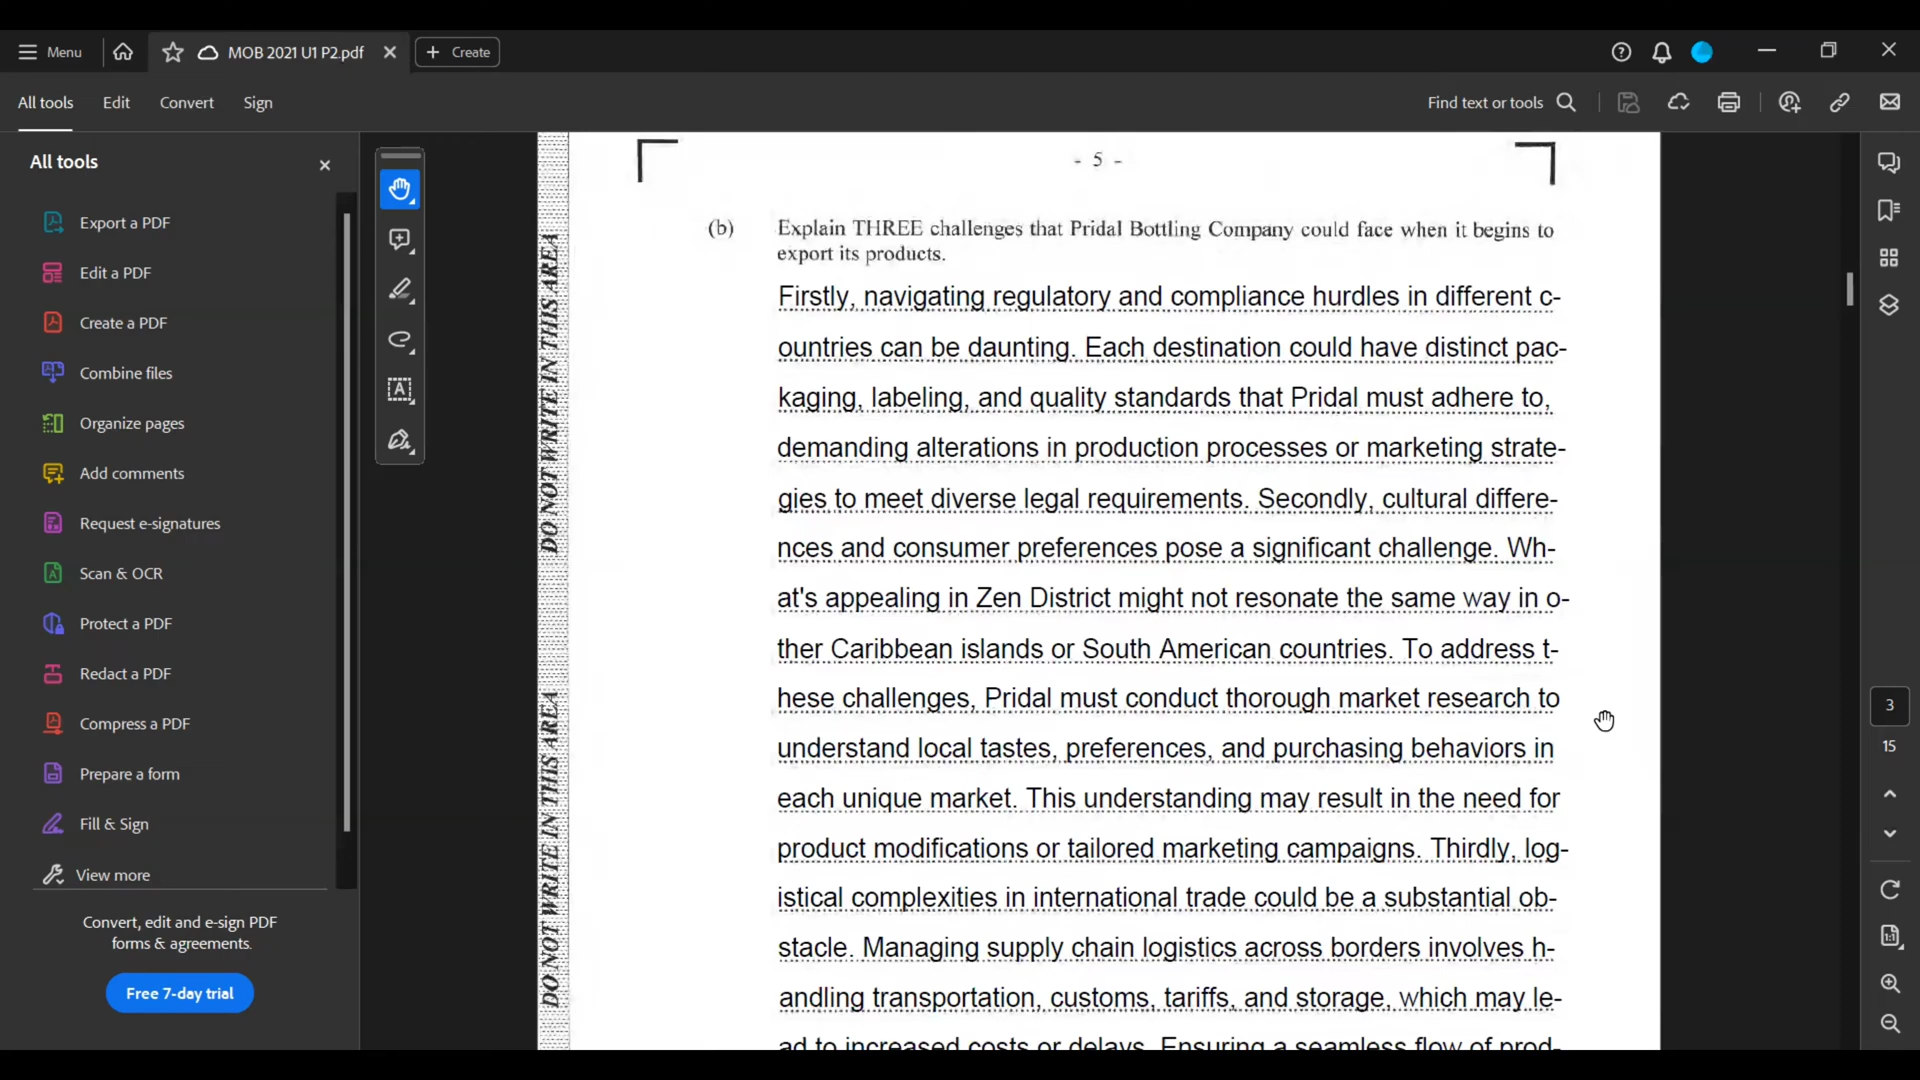 Menu
MOB 2021 U1 P2.pdf
Create
All tools
Edit
Convert
Sign
Find text or tools
All tools
Export a PDF
Edit a PDF
Create a PDF
Combine files
Organize pages
Add comments
Request e-signatures
Scan & OCR
Protect a PDF
Redact a PDF
Compress a PDF
Prepare a form
Fill & Sign
View more
Convert, edit and e-sign PDF
forms & agreements.
Free 7-day trial
DO NOT WRITE IN THIS AREA
DO NOT WRITE IN THIS AREA
- 5 -
(b) Explain THREE challenges that Pridal Bottling Company could face when it begins to
export its products.
Firstly, navigating regulatory and compliance hurdles in different c-
ountries can be daunting. Each destination could have distinct pac-
kaging, labeling, and quality standards that Pridal must adhere to,
demanding alterations in production processes or marketing strate-
gies to meet diverse legal requirements. Secondly, cultural differe-
nces and consumer preferences pose a significant challenge. Wh-
at's appealing in Zen District might not resonate the same way in o-
ther Caribbean islands or South American countries. To address t-
hese challenges, Pridal must conduct thorough market research to
understand local tastes, preferences, and purchasing behaviors in
each unique market. This understanding may result in the need for
product modifications or tailored marketing campaigns. Thirdly, log-
istical complexities in international trade could be a substantial ob-
stacle. Managing supply chain logistics across borders involves h-
andling transportation, customs, tariffs, and storage, which may le-
ad to increased costs or delays. Ensuring a seamless flow of prod-
3
15